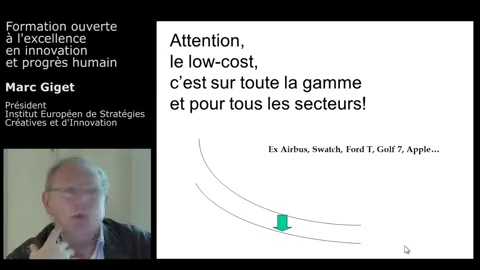 Formation ouverte
à l'excellence
en innovation
et progrès humain
Marc Giget
Président
Institut Européen de Stratégies
Créatives et d'Innovation
Attention,
le low-cost,
c’est sur toute la gamme
et pour tous les secteurs!
Ex Airbus, Swatch, Ford T, Golf 7, Apple…